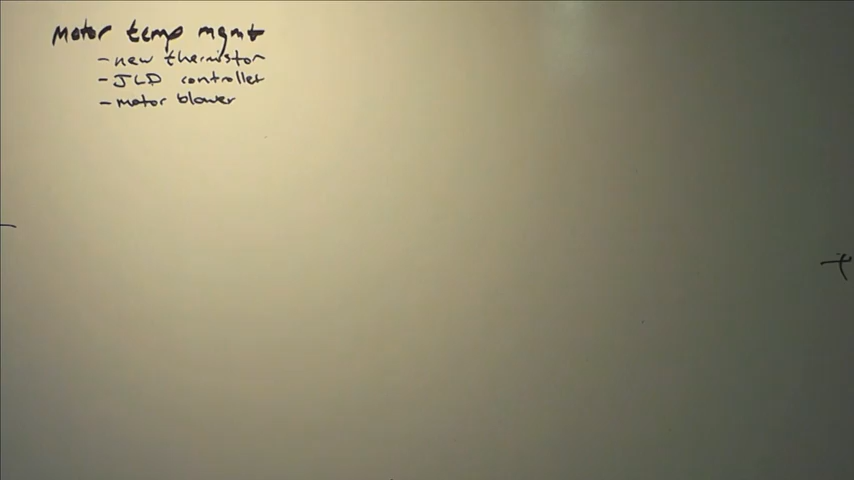 Motor temp mgmt
- new thermistor
- JLD controller
- motor blower